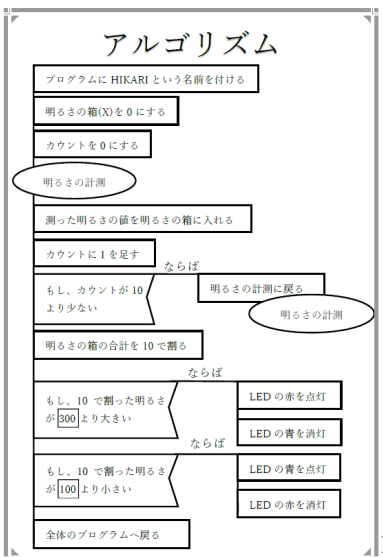 アルゴリズム
プログラムに HIKARI という名前を付ける
明るさの箱(X)を 0 にする
カウントを 0 にする
明るさの計測
測った明るさの値を明るさの箱に入れる
カウントに 1 を足す
ならば
もし、カウントが 10
より少ない
明るさの計測に戻る
明るさの計測
明るさの箱の合計を 10 で割る
ならば
もし、10 で割った明るさ
が 300 より大きい
LED の赤を点灯
LED の青を消灯
ならば
もし、10 で割った明るさ
が 100 より小さい
LED の青を点灯
LED の赤を消灯
全体のプログラムへ戻る